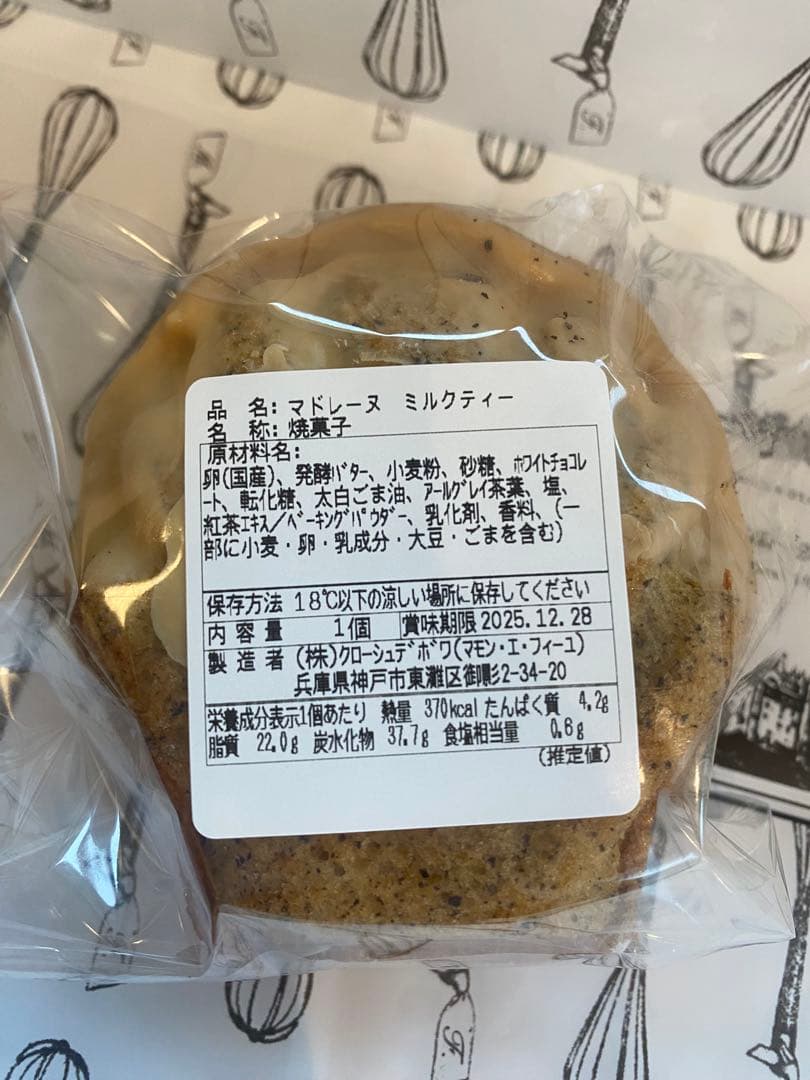 品 名: マドレーヌ ミルクティー
名 称: 焼菓子
原材料名:
卵(国産)、発酵バター、小麦粉、砂糖、ホワイトチョコレ
ート、転化糖、太白ごま油、アールグレイ茶葉、塩、
紅茶エキス／ベーキングパウダー、乳化剤、香料、(一
部に小麦・卵・乳成分・大豆・ごまを含む)
保存方法 18℃以下の涼しい場所に保存してください
内容量 1個 賞味期限 2025.12.28
製造者 (株)クローシュデボワ(マモン・エ・フィーユ)
兵庫県神戸市東灘区御影2-34-20
栄養成分表示1個あたり 熱量 370kcal たんぱく質 4.2g
脂質 22.0g 炭水化物 37.7g 食塩相当量 0.6g
(推定値)